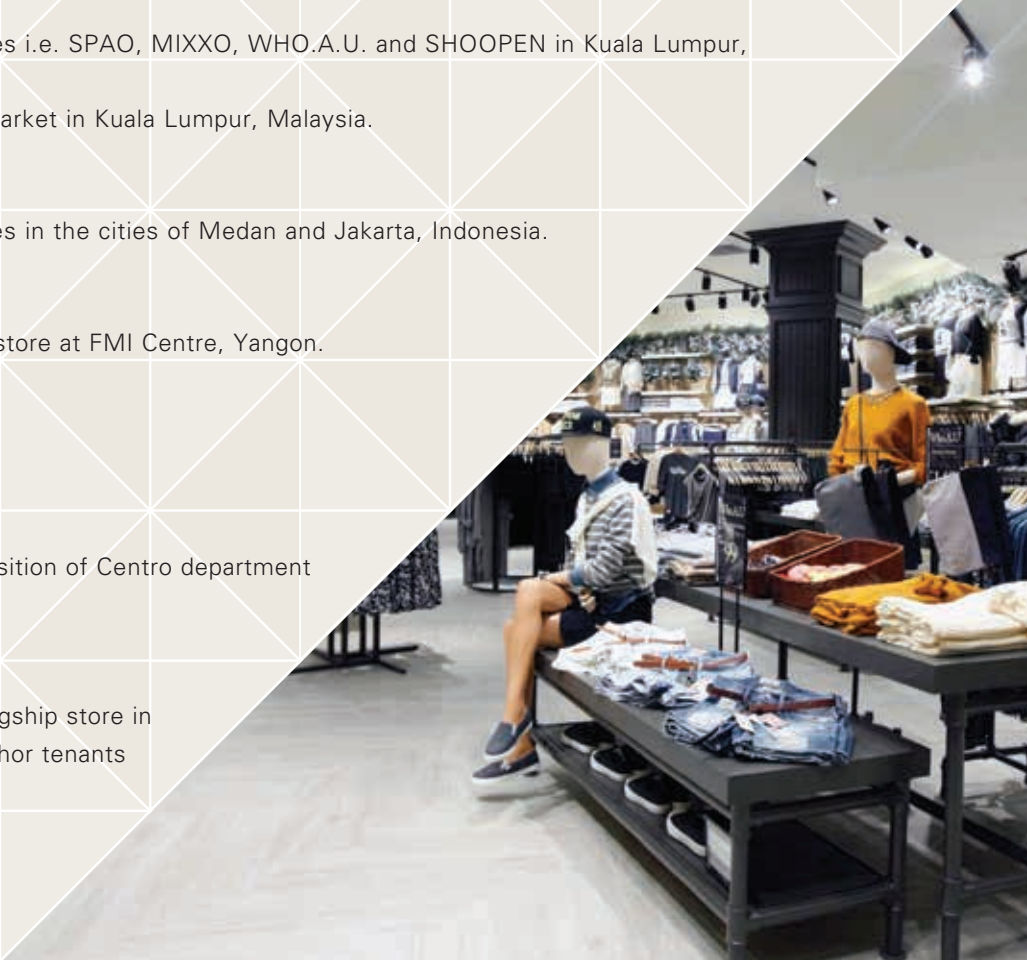 es i.e. SPAO, MIXXO, WHO.A.U. and SHOOPEN in Kuala Lumpur,
arket in Kuala Lumpur, Malaysia.
es in the cities of Medan and Jakarta, Indonesia.
store at FMI Centre, Yangon.
sition of Centro department
gship store in
hor tenants